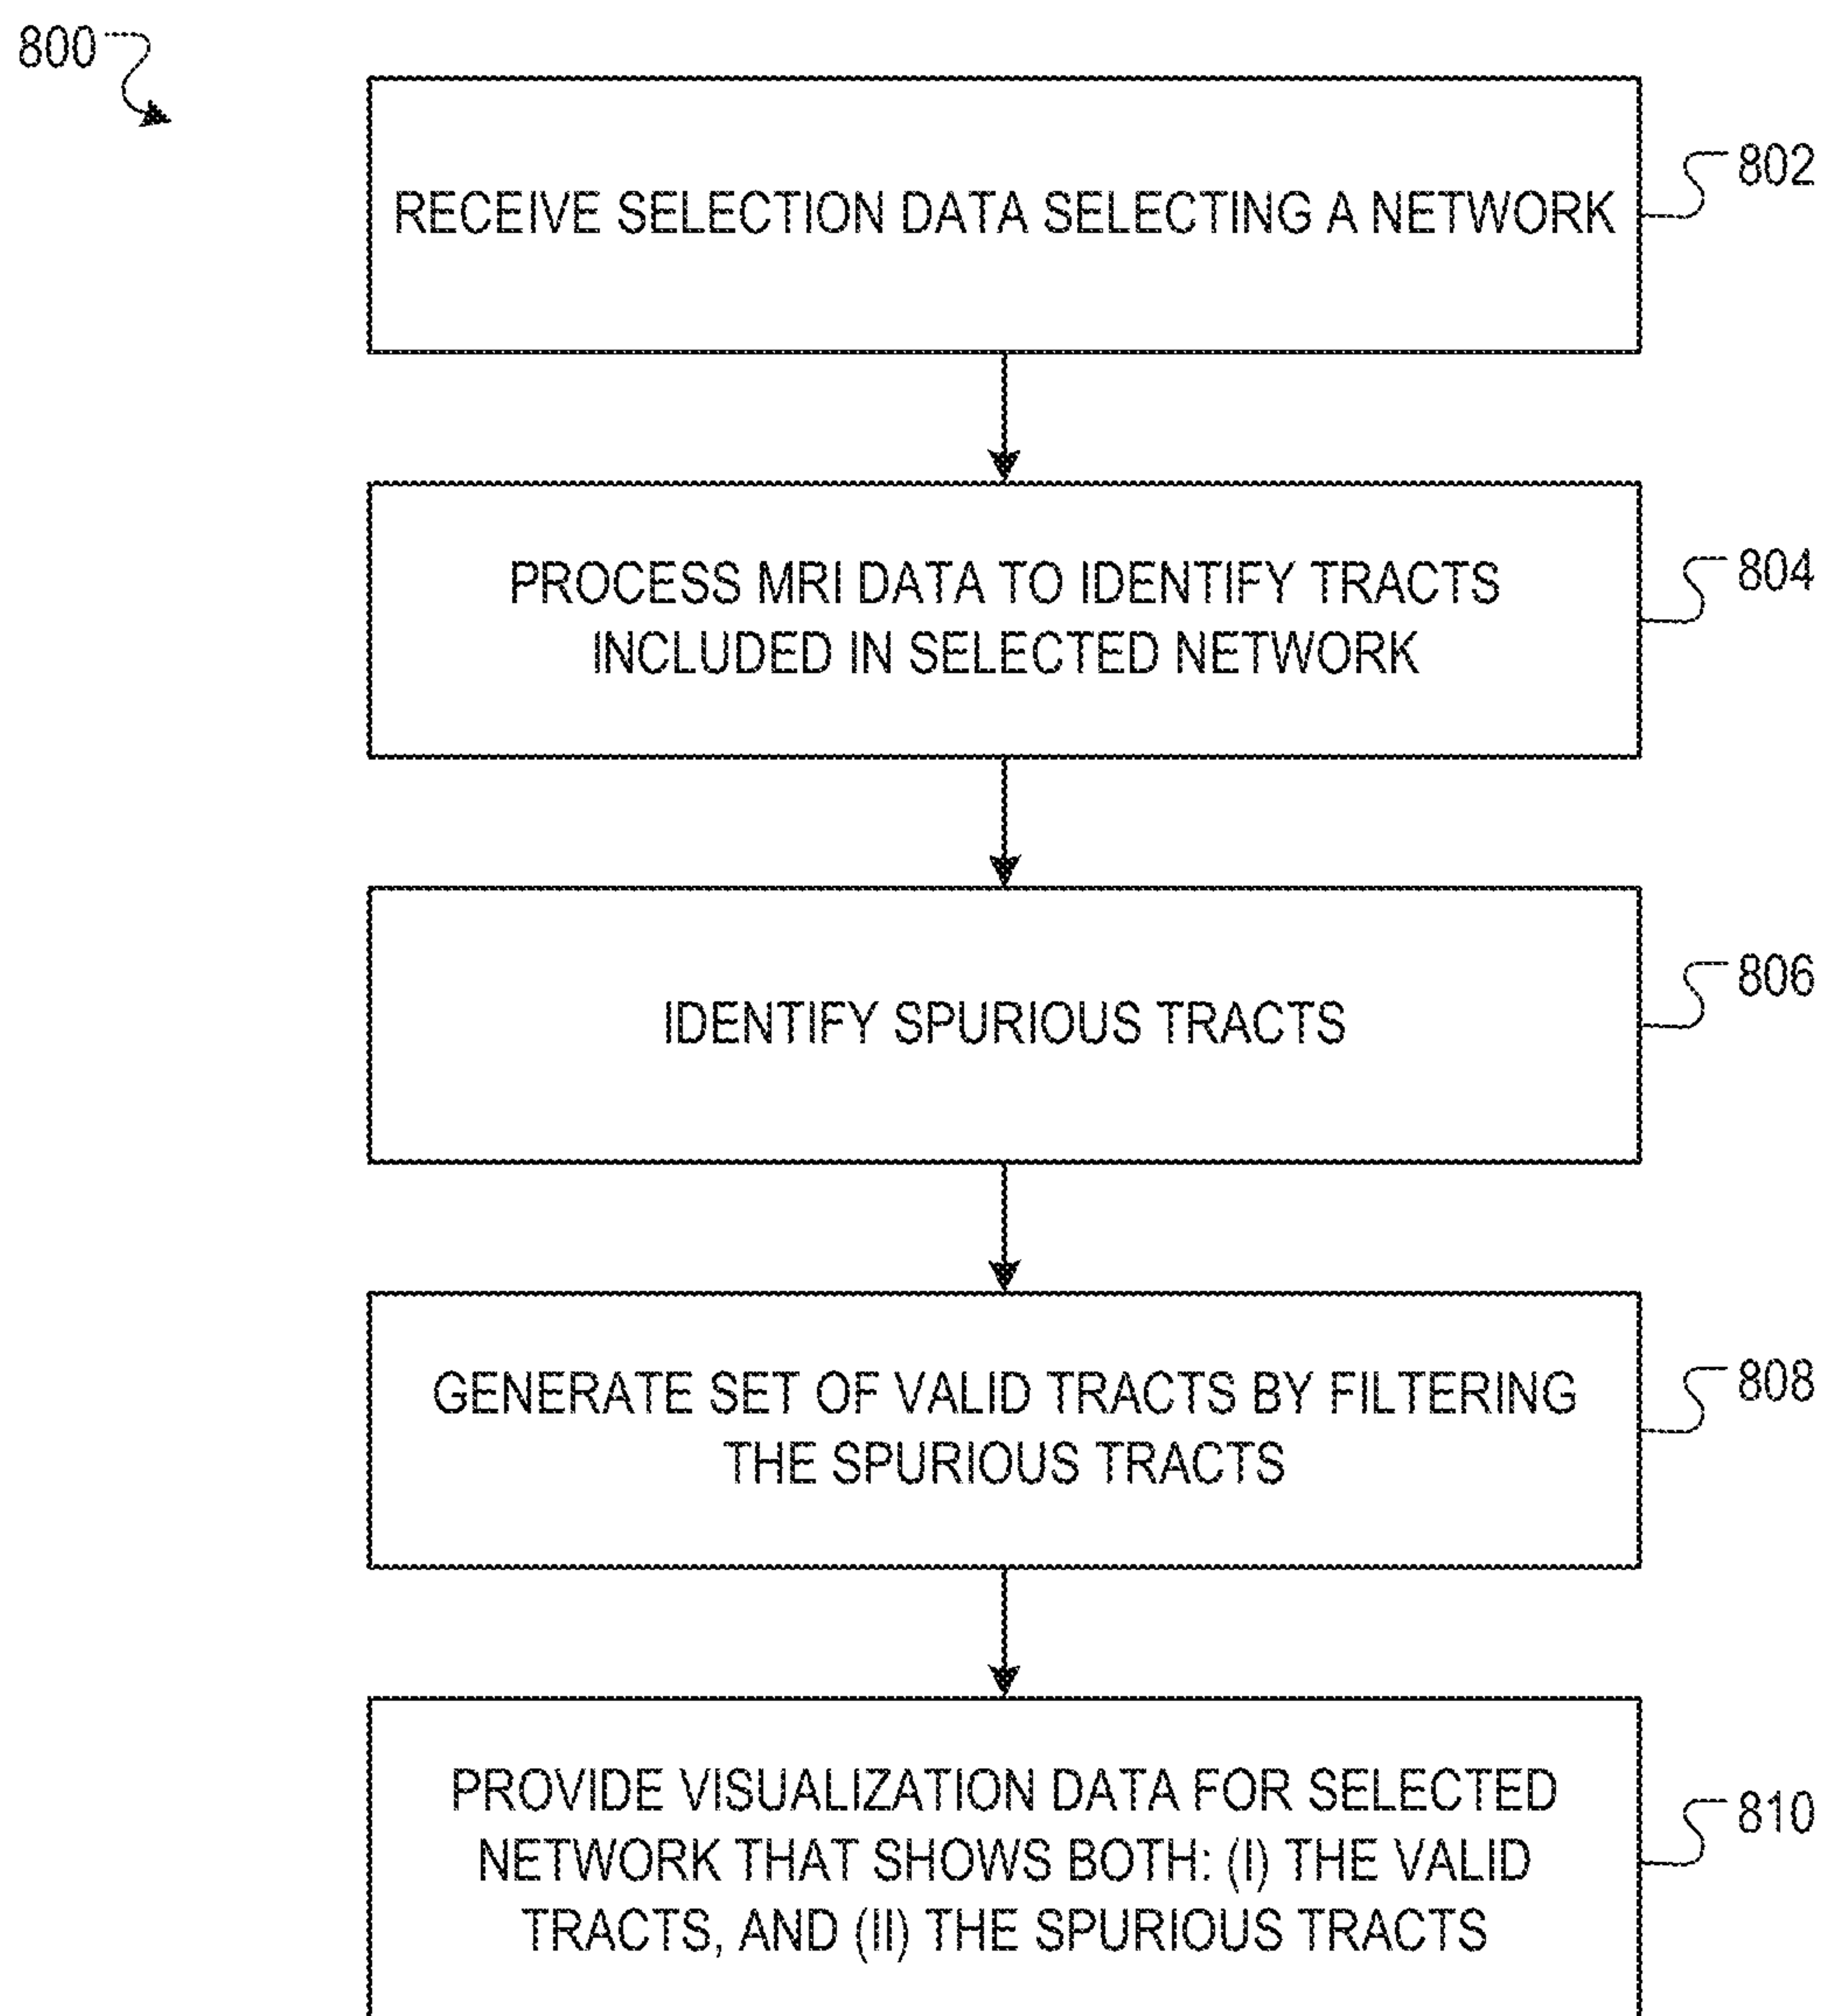 800
RECEIVE SELECTION DATA SELECTING A NETWORK
802
PROCESS MRI DATA TO IDENTIFY TRACTS
INCLUDED IN SELECTED NETWORK
804
IDENTIFY SPURIOUS TRACTS
806
GENERATE SET OF VALID TRACTS BY FILTERING
THE SPURIOUS TRACTS
808
PROVIDE VISUALIZATION DATA FOR SELECTED
NETWORK THAT SHOWS BOTH: (I) THE VALID
TRACTS, AND (II) THE SPURIOUS TRACTS
810